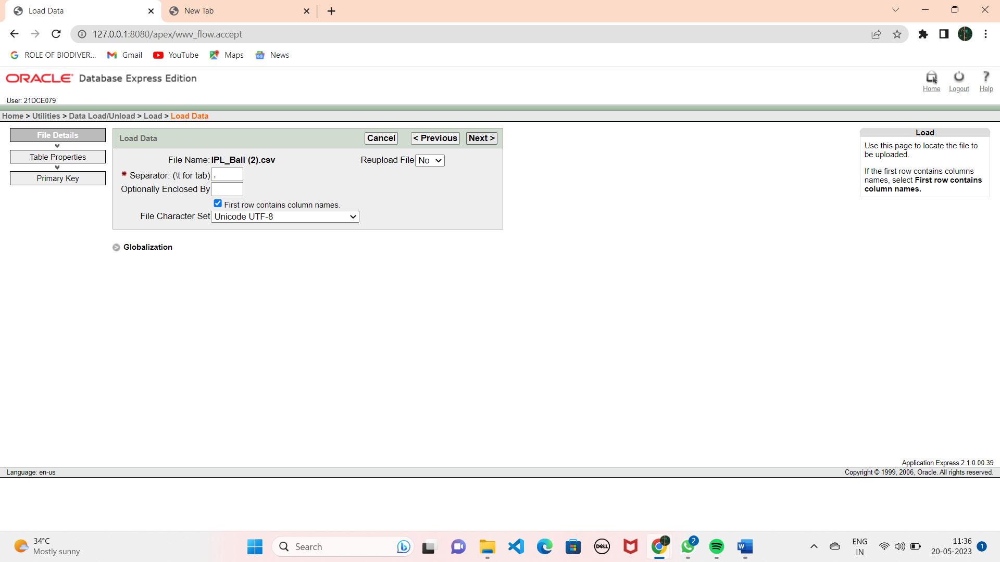 Load Data
New Tab
127.0.0.1:8080/apex/wwv_flow.accept
ROLE OF BIODIVER...
Gmail
YouTube
Maps
News
ORACLE Database Express Edition
Home
Logout
Help
User: 21DCE079
Home > Utilities > Data Load/Unload > Load > Load Data
File Details
Table Properties
Primary Key
Load Data
Cancel
< Previous
Next >
File Name: IPL_Ball (2).csv
Reupload File No
* Separator: (\t for tab) ,
Optionally Enclosed By
First row contains column names.
File Character Set Unicode UTF-8
Globalization
Load
Use this page to locate the file to
be uploaded.
If the first row contains columns
names, select First row contains
column names.
Application Express 2.1.0.00.39
Language: en-us
Copyright © 1999, 2006, Oracle. All rights reserved.
34°C
Mostly sunny
Search
DELL
2
W
ENG
IN
11:36
20-05-2023
1